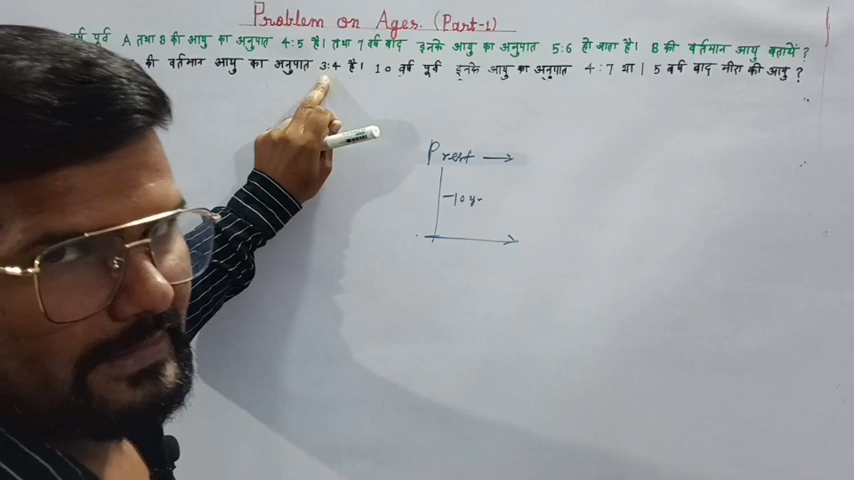 Problem on Ages. (Part-1)
वर्ष पूर्व A तथा B की आयु का अनुपात 4:5 है। तथा 7 वर्ष बाद इनके आयु का अनुपात 5:6 हो जाता है। B की वर्तमान आयु बतायें ?
की वर्तमान आयु का अनुपात 3:4 है। 10 वर्ष पूर्व इनके आयु का अनुपात 4:7 था। 5 वर्ष बाद की आयु ?
Prest
-10 y-